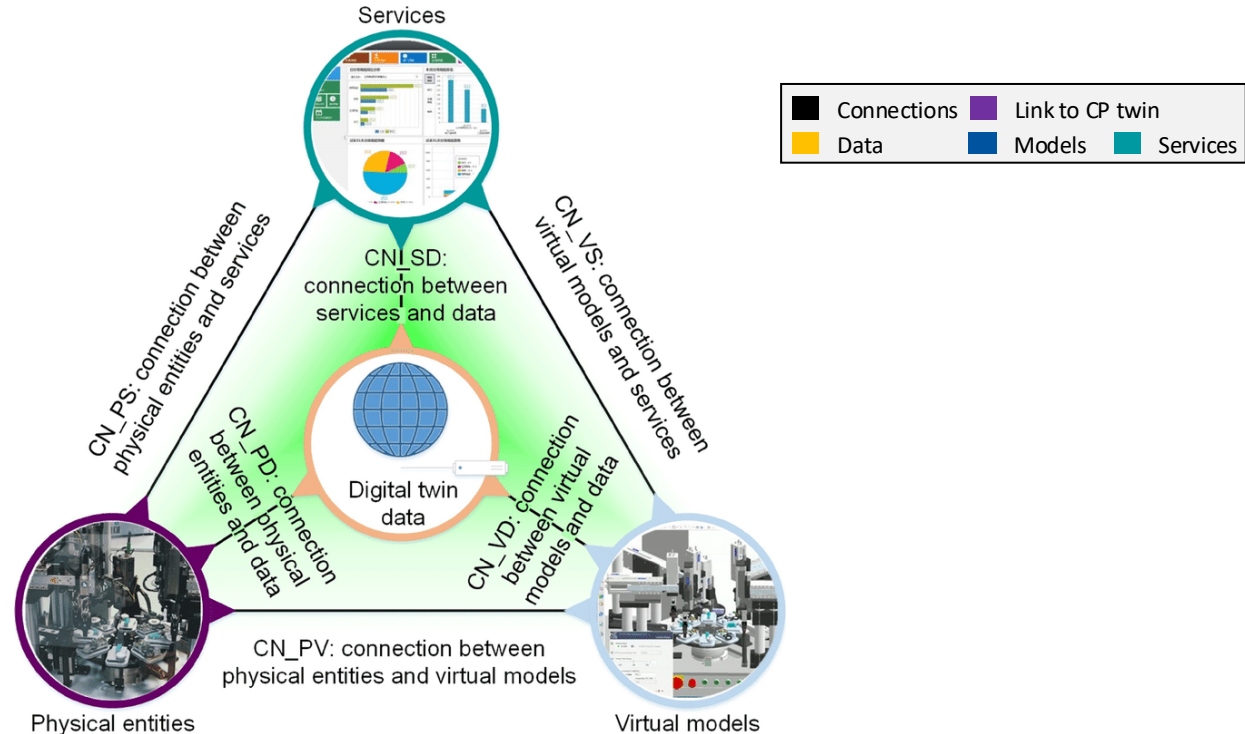 Services
Connections
Link to CP twin
Data
Models
Services
CN_PS: connection between
physical entities and services
CN_VS: connection between
virtual models and services
CN_SD:
connection between
services and data
CN_PD: connection
between physical
entities and data
Digital twin
data
CN_VD: connection
between virtual
models and data
CN_PV: connection between
physical entities and virtual models
Physical entities
Virtual models